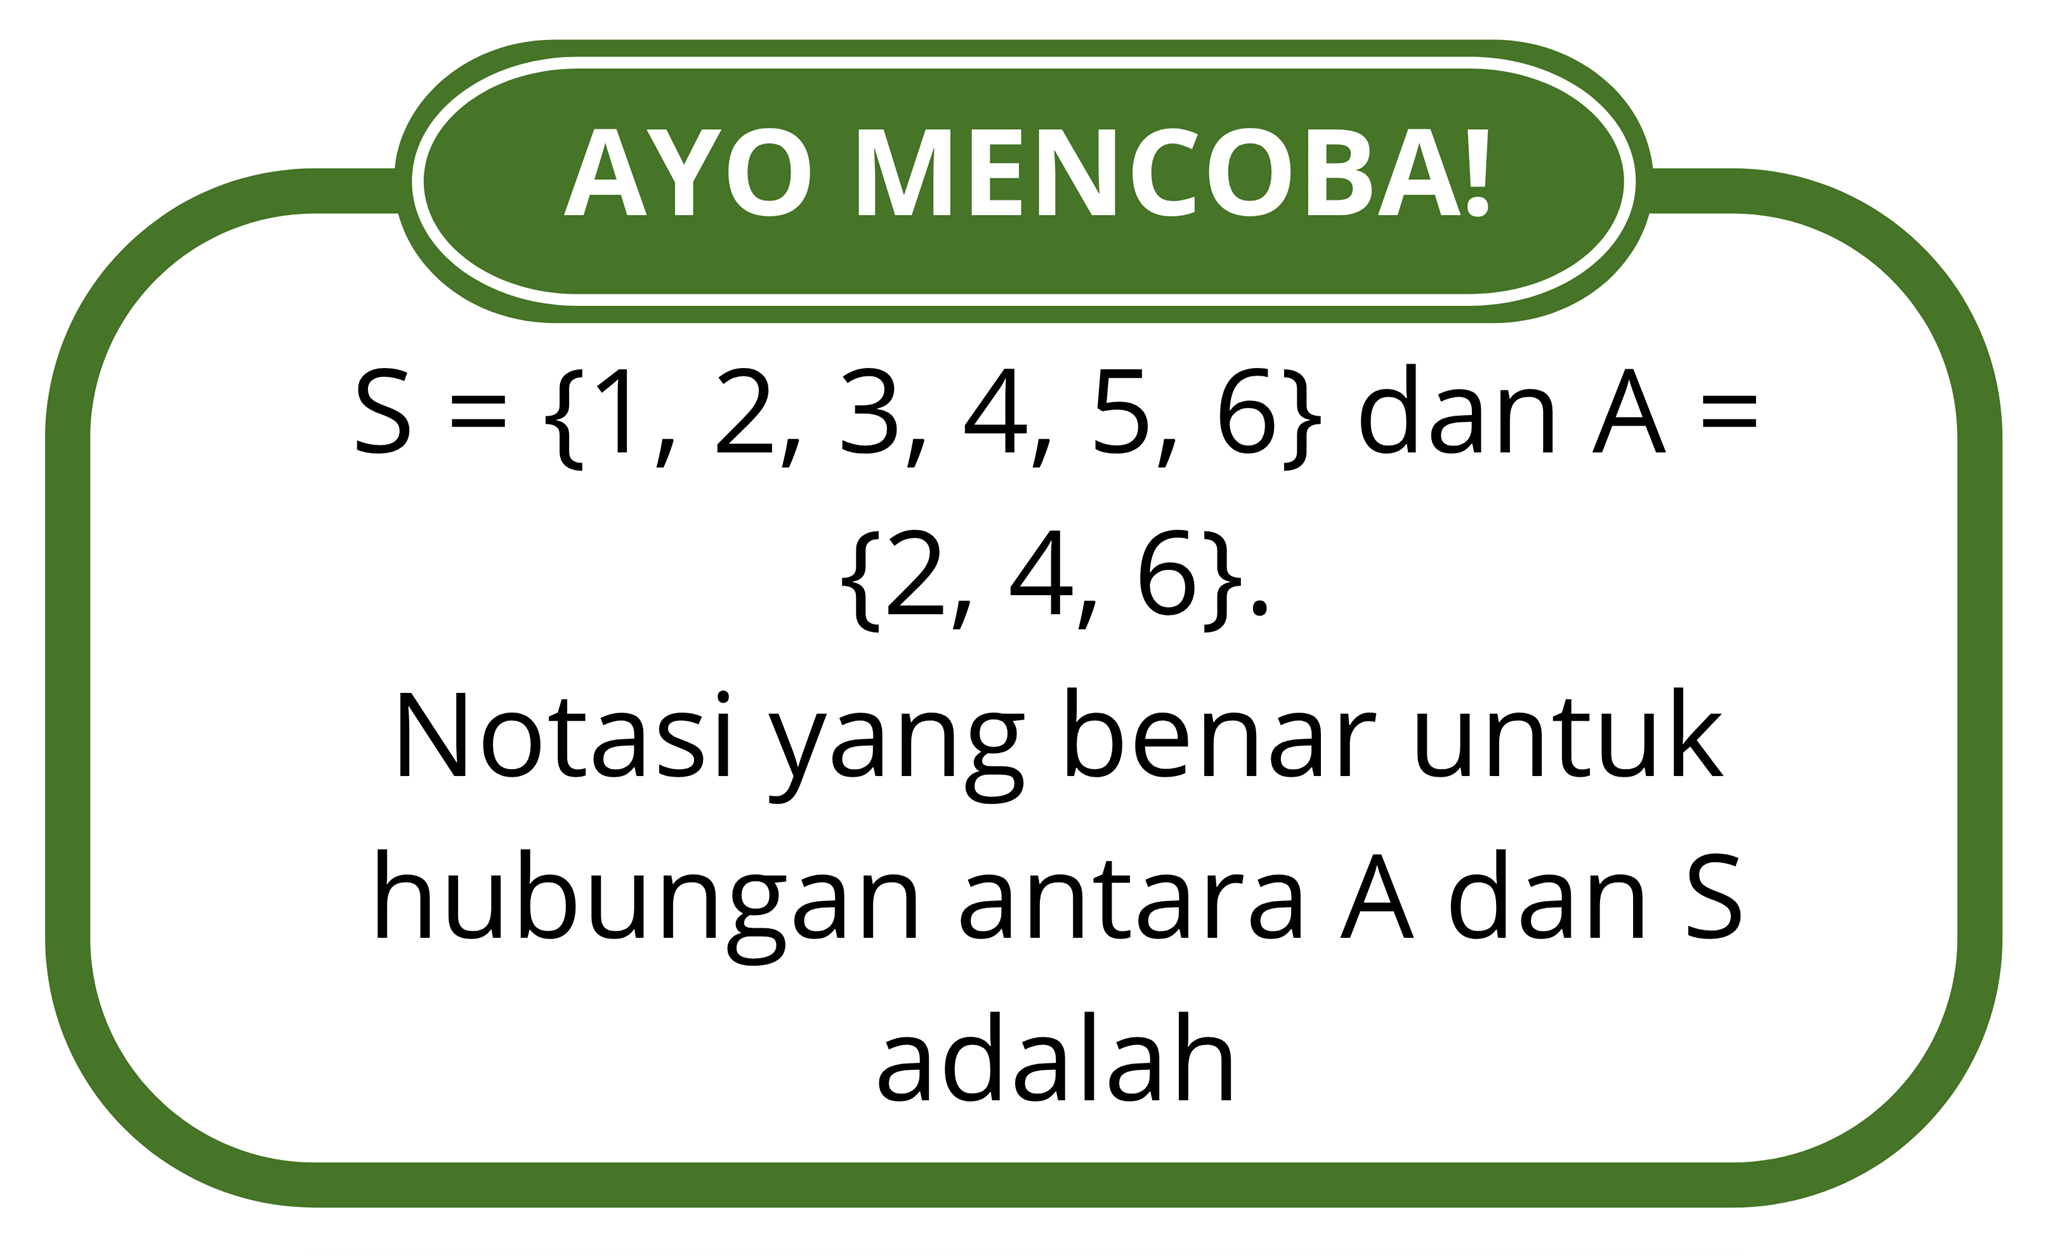 AYO MENCOBA!
S = {1, 2, 3, 4, 5, 6} dan A =
{2, 4, 6}.
Notasi yang benar untuk
hubungan antara A dan S
adalah